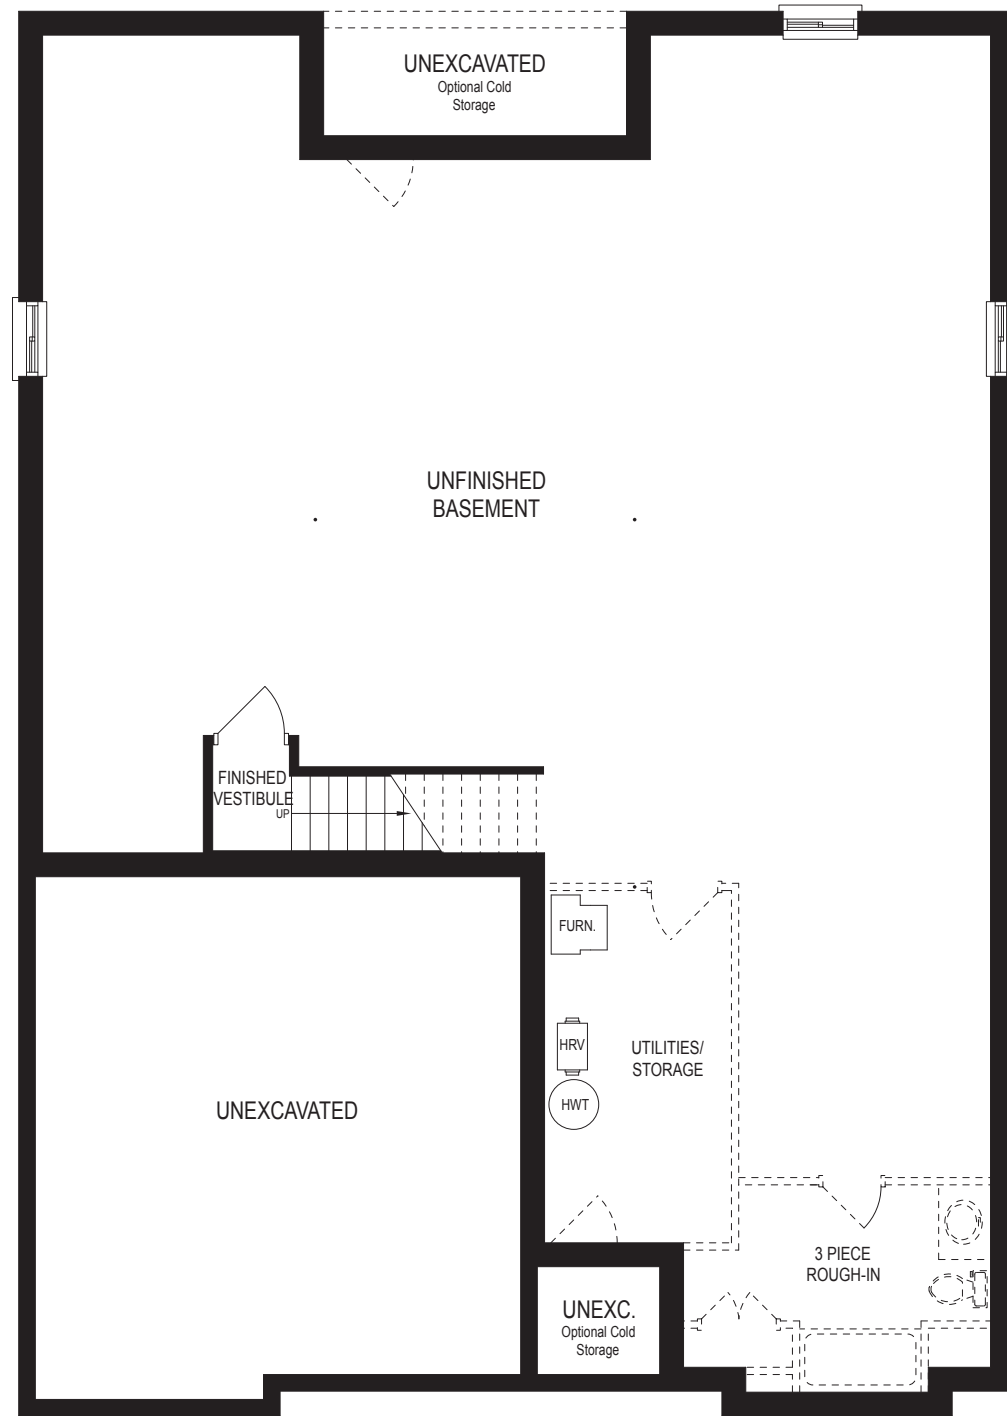 UNEXCAVATED
Optional Cold
Storage
UNFINISHED
BASEMENT
FINISHED
VESTIBULE
UP
FURN.
HRV
UTILITIES/
STORAGE
HWT
UNEXCAVATED
3 PIECE
ROUGH-IN
UNEXC.
Optional Cold
Storage